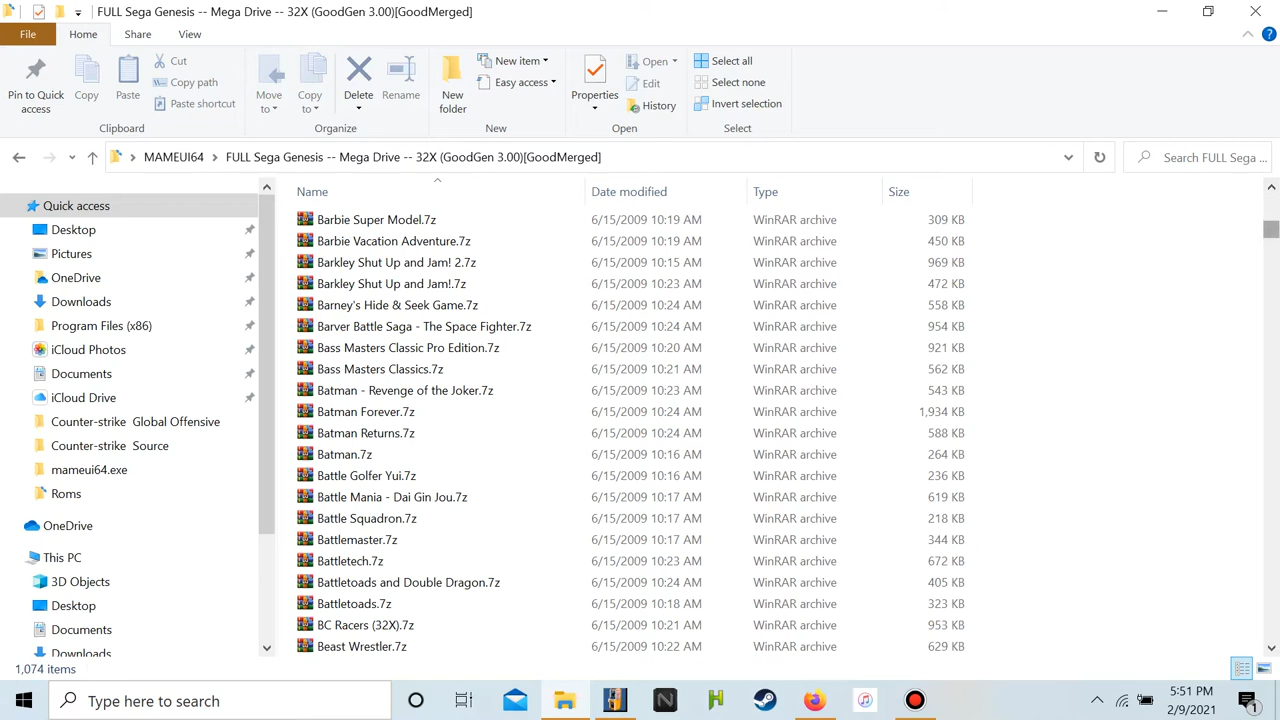 FULL Sega Genesis -- Mega Drive -- 32X (GoodGen 3.00)[GoodMerged]
File Home Share View
Pin to Quick access
Copy
Paste
Cut
Copy path
Paste shortcut
Clipboard
Move to
Copy to
Delete
Rename
Organize
New folder
New item
Easy access
New
Properties
Open
Edit
History
Open
Select all
Select none
Invert selection
Select
MAMEUI64 FULL Sega Genesis -- Mega Drive -- 32X (GoodGen 3.00)[GoodMerged]
Search FULL Sega ...
Quick access
Desktop
Pictures
OneDrive
Downloads
Program Files (x86)
iCloud Photos
Documents
iCloud Drive
Counter-strike Global Offensive
Counter-strike Source
mameui64.exe
Roms
OneDrive
This PC
3D Objects
Desktop
Documents
Downloads
Name Date modified Type Size
Barbie Super Model.7z 6/15/2009 10:19 AM WinRAR archive 309 KB
Barbie Vacation Adventure.7z 6/15/2009 10:19 AM WinRAR archive 450 KB
Barkley Shut Up and Jam! 2.7z 6/15/2009 10:15 AM WinRAR archive 969 KB
Barkley Shut Up and Jam!.7z 6/15/2009 10:23 AM WinRAR archive 472 KB
Barney's Hide & Seek Game.7z 6/15/2009 10:24 AM WinRAR archive 558 KB
Barver Battle Saga - The Space Fighter.7z 6/15/2009 10:24 AM WinRAR archive 954 KB
Bass Masters Classic Pro Edition.7z 6/15/2009 10:20 AM WinRAR archive 921 KB
Bass Masters Classics.7z 6/15/2009 10:21 AM WinRAR archive 562 KB
Batman - Revenge of the Joker.7z 6/15/2009 10:23 AM WinRAR archive 543 KB
Batman Forever.7z 6/15/2009 10:24 AM WinRAR archive 1,934 KB
Batman Returns.7z 6/15/2009 10:24 AM WinRAR archive 588 KB
Batman.7z 6/15/2009 10:16 AM WinRAR archive 264 KB
Battle Golfer Yui.7z 6/15/2009 10:16 AM WinRAR archive 236 KB
Battle Mania - Dai Gin Jou.7z 6/15/2009 10:17 AM WinRAR archive 619 KB
Battle Squadron.7z 6/15/2009 10:17 AM WinRAR archive 218 KB
Battlemaster.7z 6/15/2009 10:17 AM WinRAR archive 344 KB
Battletech.7z 6/15/2009 10:23 AM WinRAR archive 672 KB
Battletoads and Double Dragon.7z 6/15/2009 10:24 AM WinRAR archive 405 KB
Battletoads.7z 6/15/2009 10:18 AM WinRAR archive 323 KB
BC Racers (32X).7z 6/15/2009 10:21 AM WinRAR archive 953 KB
Beast Wrestler.7z 6/15/2009 10:22 AM WinRAR archive 629 KB
1,074 items
Type here to search
5:51 PM
2/9/2021
1